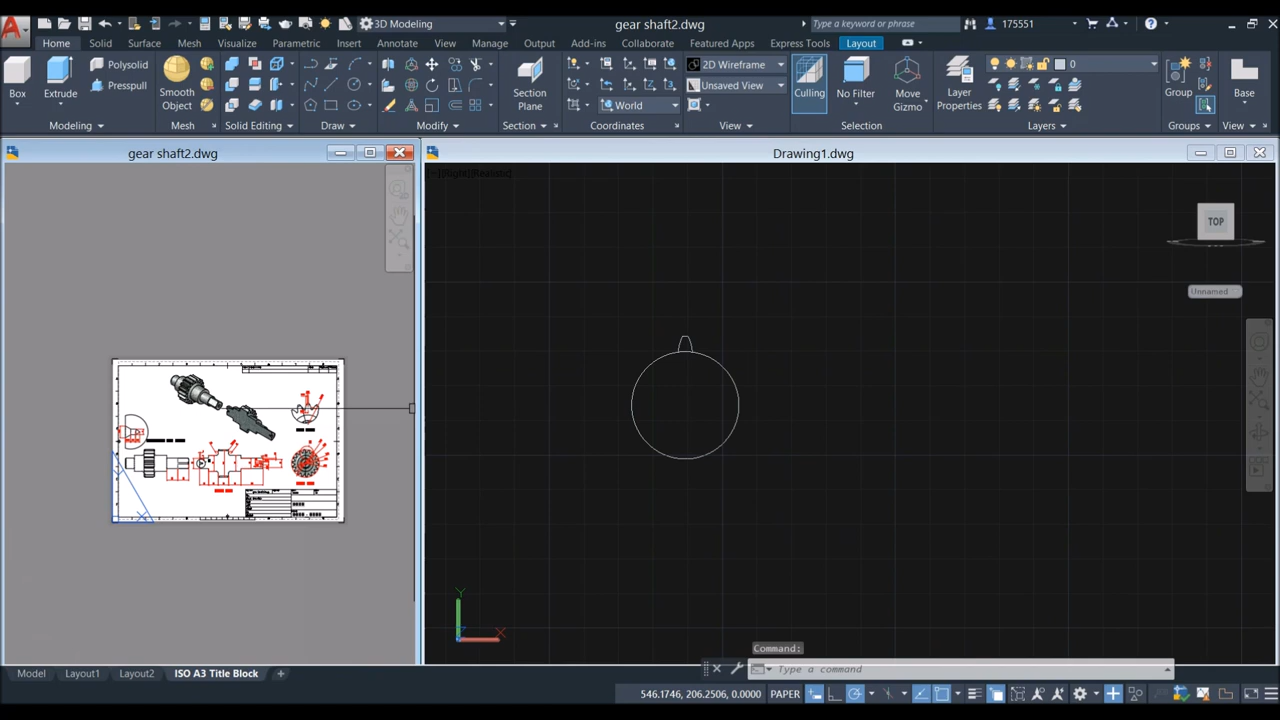 3D Modeling
gear shaft2.dwg
Type a keyword or phrase
175551
Home Solid Surface Mesh Visualize Parametric Insert Annotate View Manage Output Add-ins Collaborate Featured Apps Express Tools Layout
Polysolid
Presspull
Box
Extrude
Smooth
Object
Section
Plane
World
2D Wireframe
Unsaved View
Culling
No Filter
Move
Gizmo
Layer
Properties
0
Group
Base
Modeling Mesh Solid Editing Draw Modify Section Coordinates View Selection Layers Groups View
gear shaft2.dwg
Drawing1.dwg
[−][Right][Realistic]
TOP
Unnamed
Y
X
Command:
Type a command
Model Layout1 Layout2 ISO A3 Title Block
546.1746, 206.2506, 0.0000 PAPER